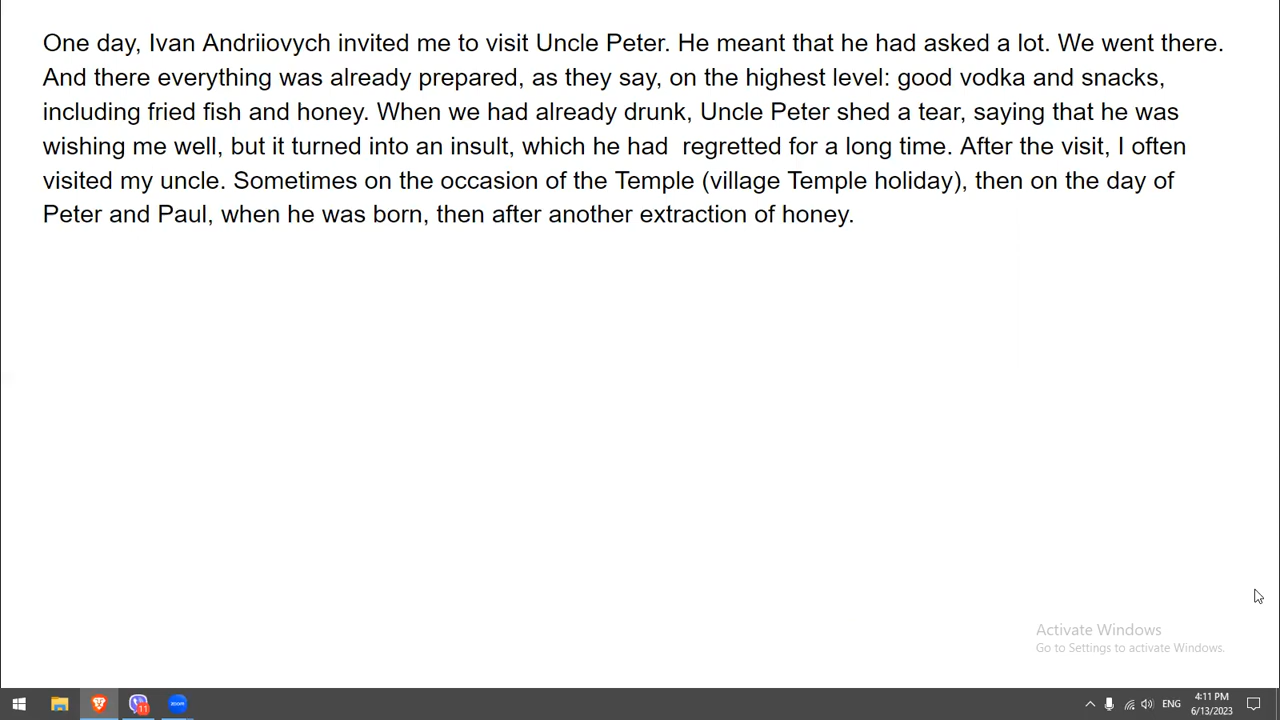 One day, Ivan Andriiovych invited me to visit Uncle Peter. He meant that he had asked a lot. We went there.
And there everything was already prepared, as they say, on the highest level: good vodka and snacks,
including fried fish and honey. When we had already drunk, Uncle Peter shed a tear, saying that he was
wishing me well, but it turned into an insult, which he had  regretted for a long time. After the visit, I often
visited my uncle. Sometimes on the occasion of the Temple (village Temple holiday), then on the day of
Peter and Paul, when he was born, then after another extraction of honey.
Activate Windows
Go to Settings to activate Windows.
11
zoom
ENG
4:11 PM
6/13/2023